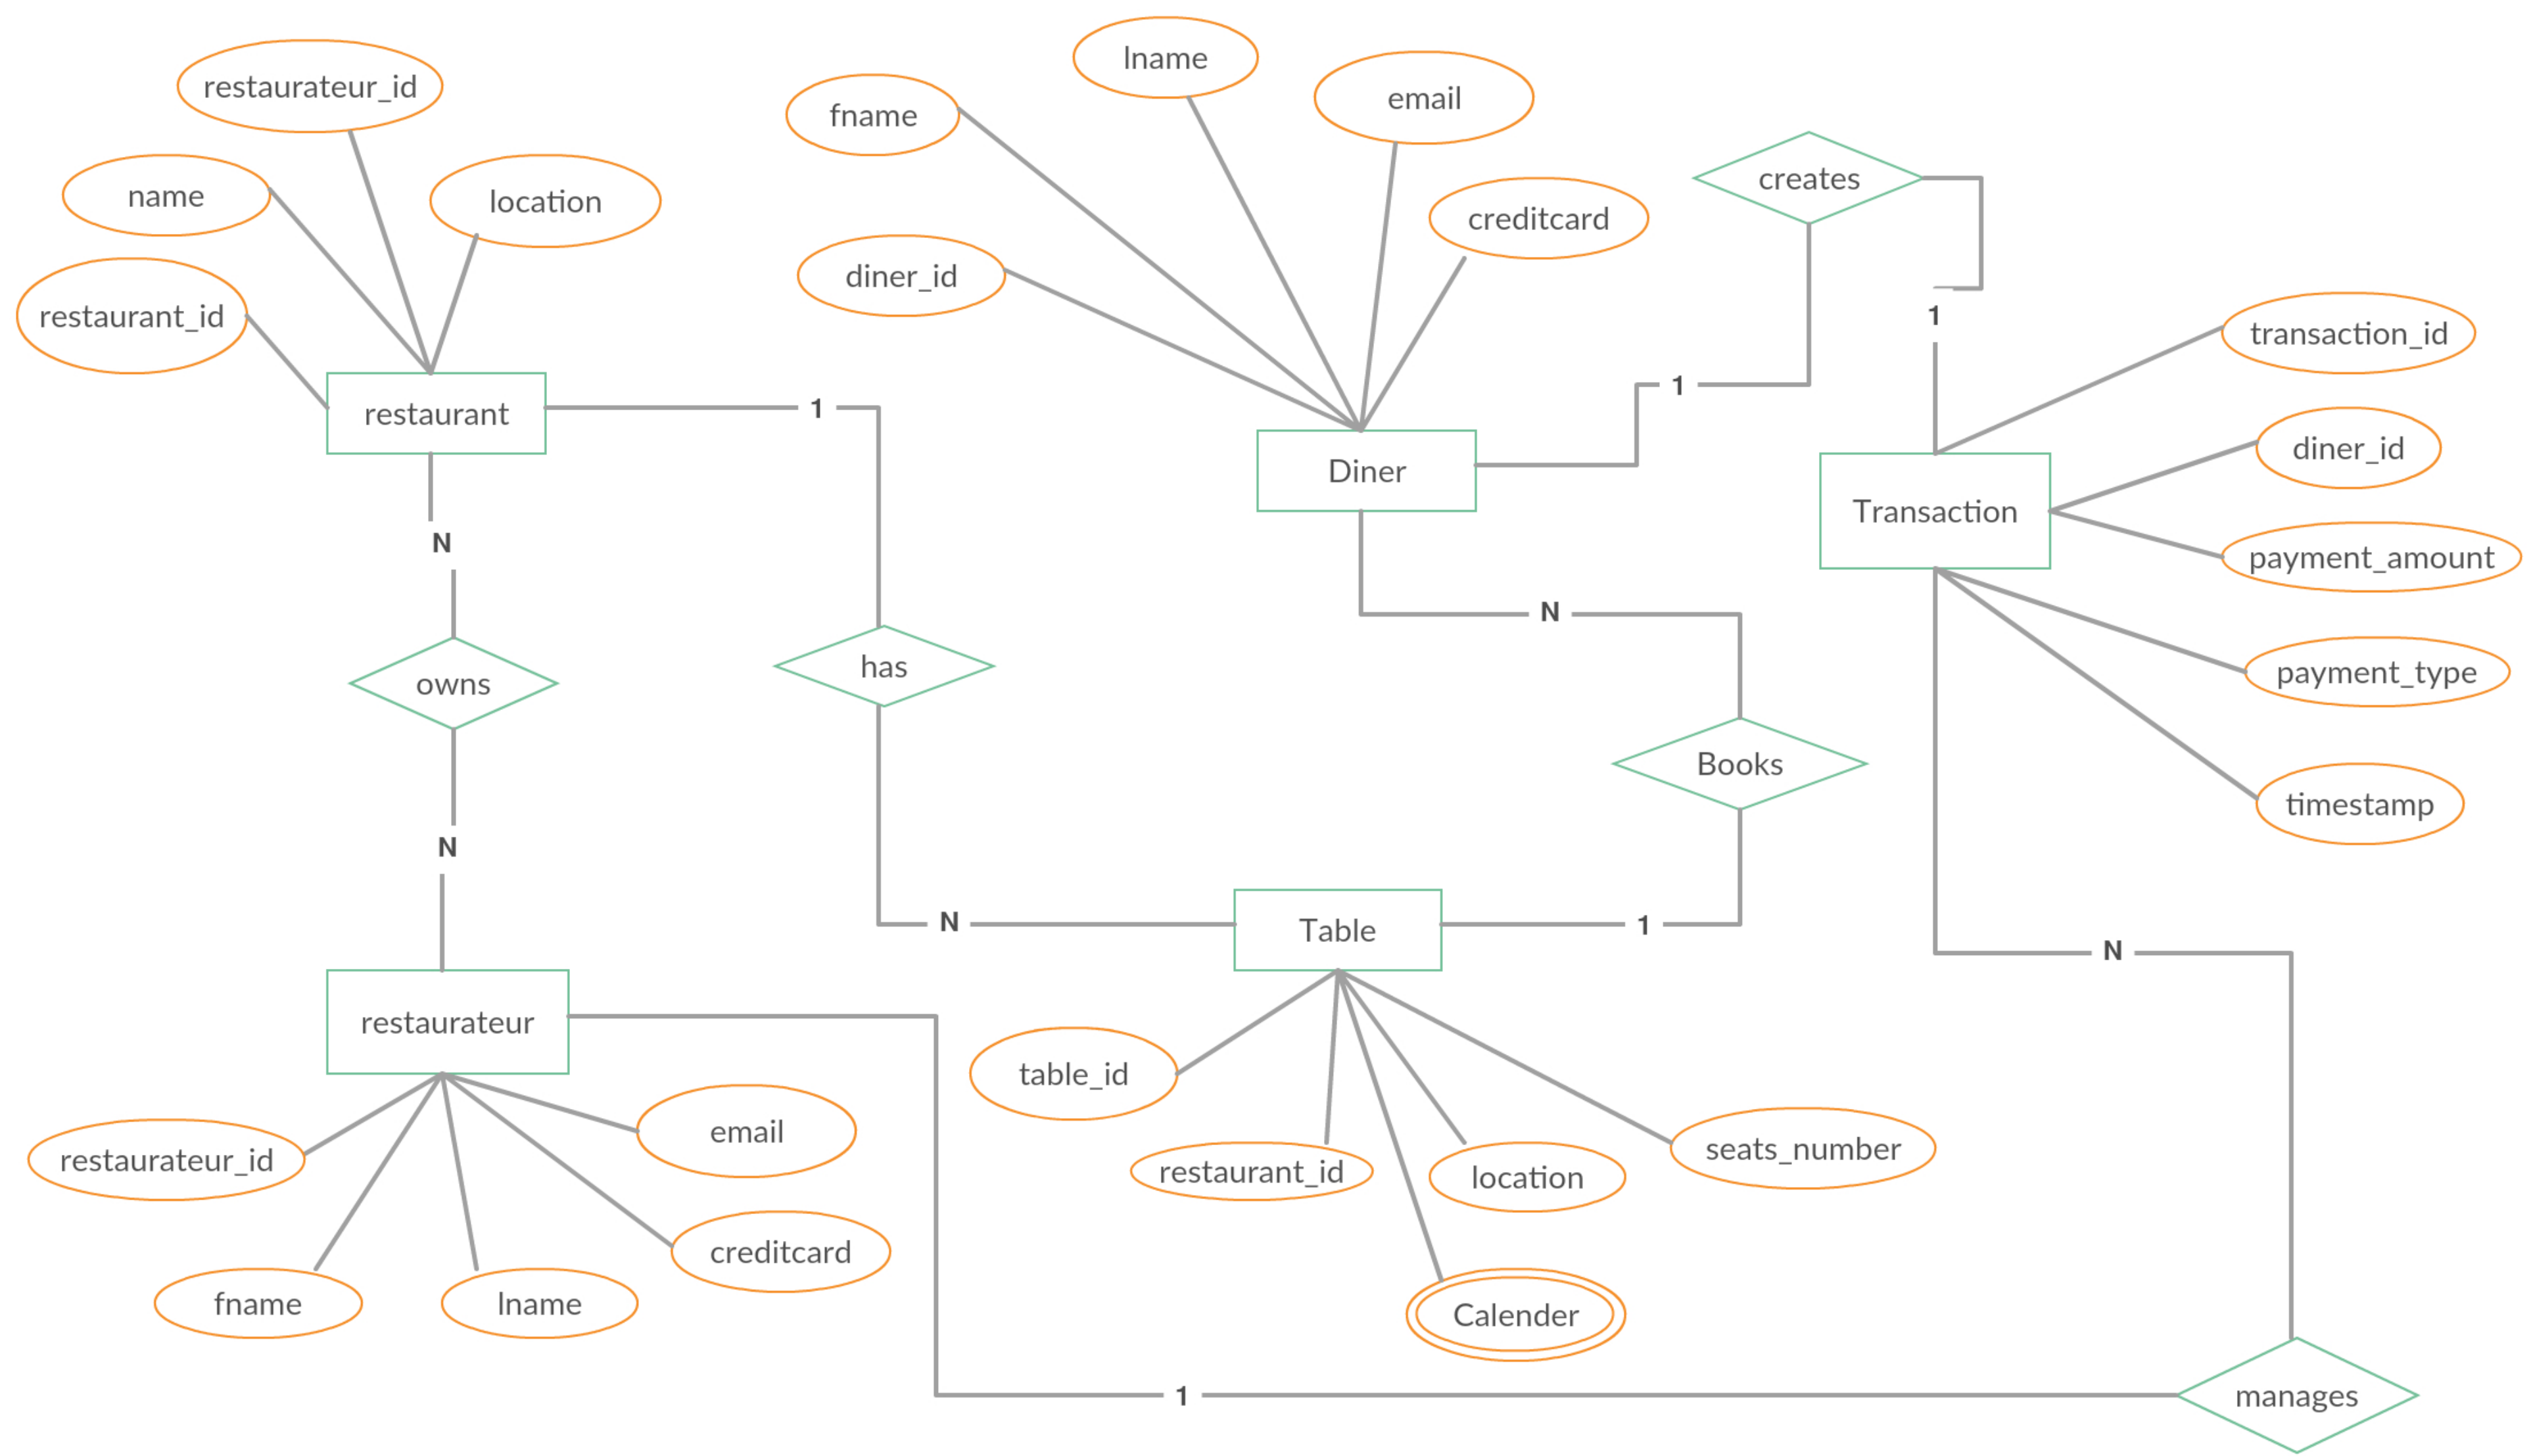 lname
email
restaurateur_id
fname
creates
name
location
creditcard
diner_id
restaurant_id
1
transaction_id
1
restaurant
1
diner_id
Diner
Transaction
N
payment_amount
N
has
owns
payment_type
Books
timestamp
N
N
Table
1
N
restaurateur
table_id
email
seats_number
restaurateur_id
restaurant_id
location
creditcard
fname
lname
Calender
1
manages